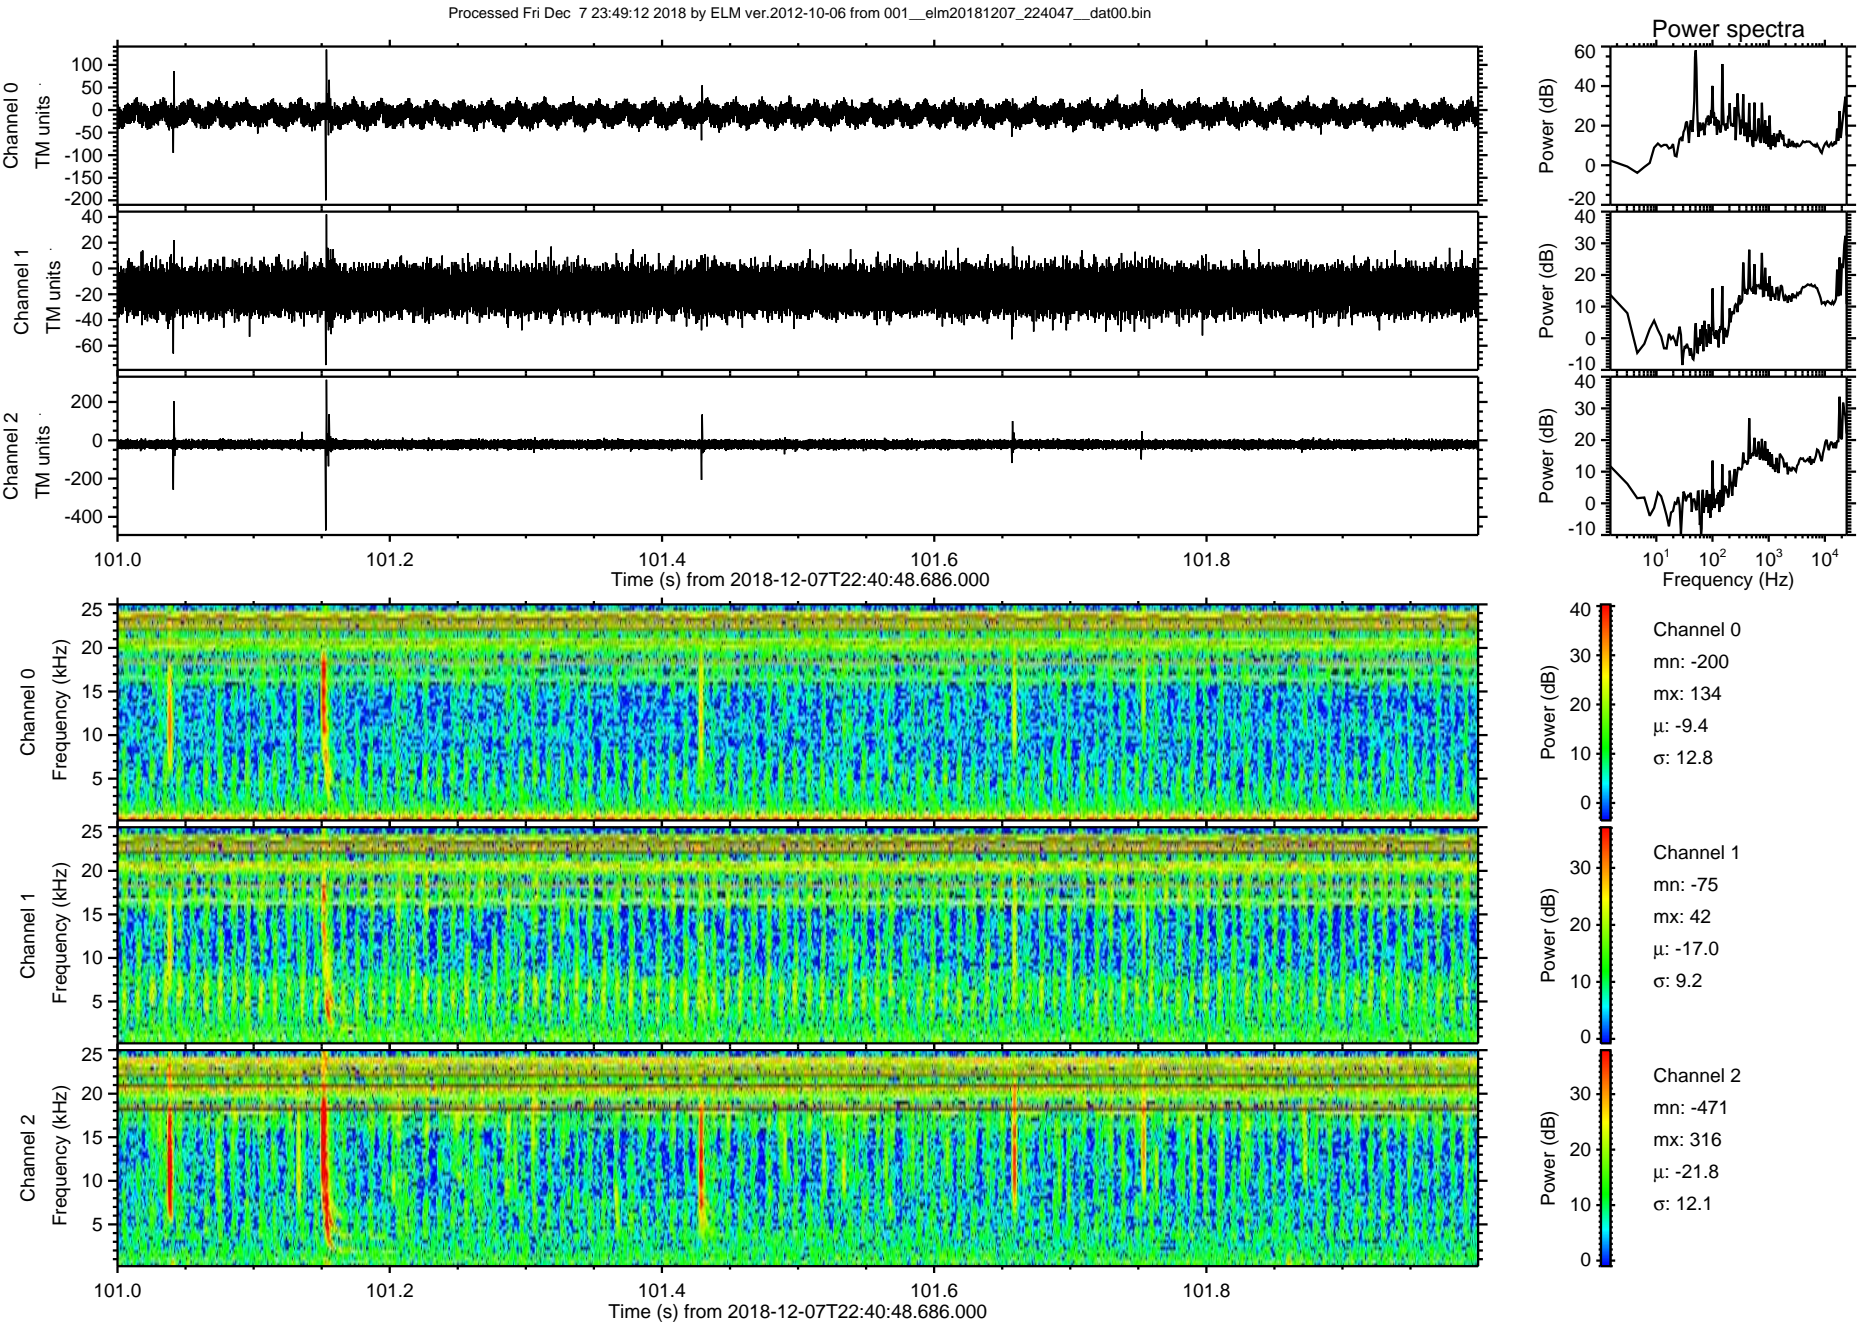 Processed Fri Dec  7 23:49:12 2018 by ELM ver.2012-10-06 from 001__elm20181207_224047__dat00.bin
Power spectra
Channel 0
TM units
100
50
0
-50
-100
-150
-200
Power (dB)
60
40
20
0
-20
Channel 1
TM units
40
20
0
-20
-40
-60
Power (dB)
40
30
20
10
0
-10
Channel 2
TM units
200
0
-200
-400
Power (dB)
40
30
20
10
0
-10
101.0 101.2 101.4 101.6 101.8
Time (s) from 2018-12-07T22:40:48.686.000
10¹ 10² 10³ 10⁴
Frequency (Hz)
Channel 0
Frequency (kHz)
25
20
15
10
5
Power (dB)
40
30
20
10
0
Channel 0
mn: -200
mx: 134
μ: -9.4
σ: 12.8
Channel 1
Frequency (kHz)
25
20
15
10
5
Power (dB)
30
20
10
0
Channel 1
mn: -75
mx: 42
μ: -17.0
σ: 9.2
Channel 2
Frequency (kHz)
25
20
15
10
5
Power (dB)
30
20
10
0
Channel 2
mn: -471
mx: 316
μ: -21.8
σ: 12.1
101.0 101.2 101.4 101.6 101.8
Time (s) from 2018-12-07T22:40:48.686.000